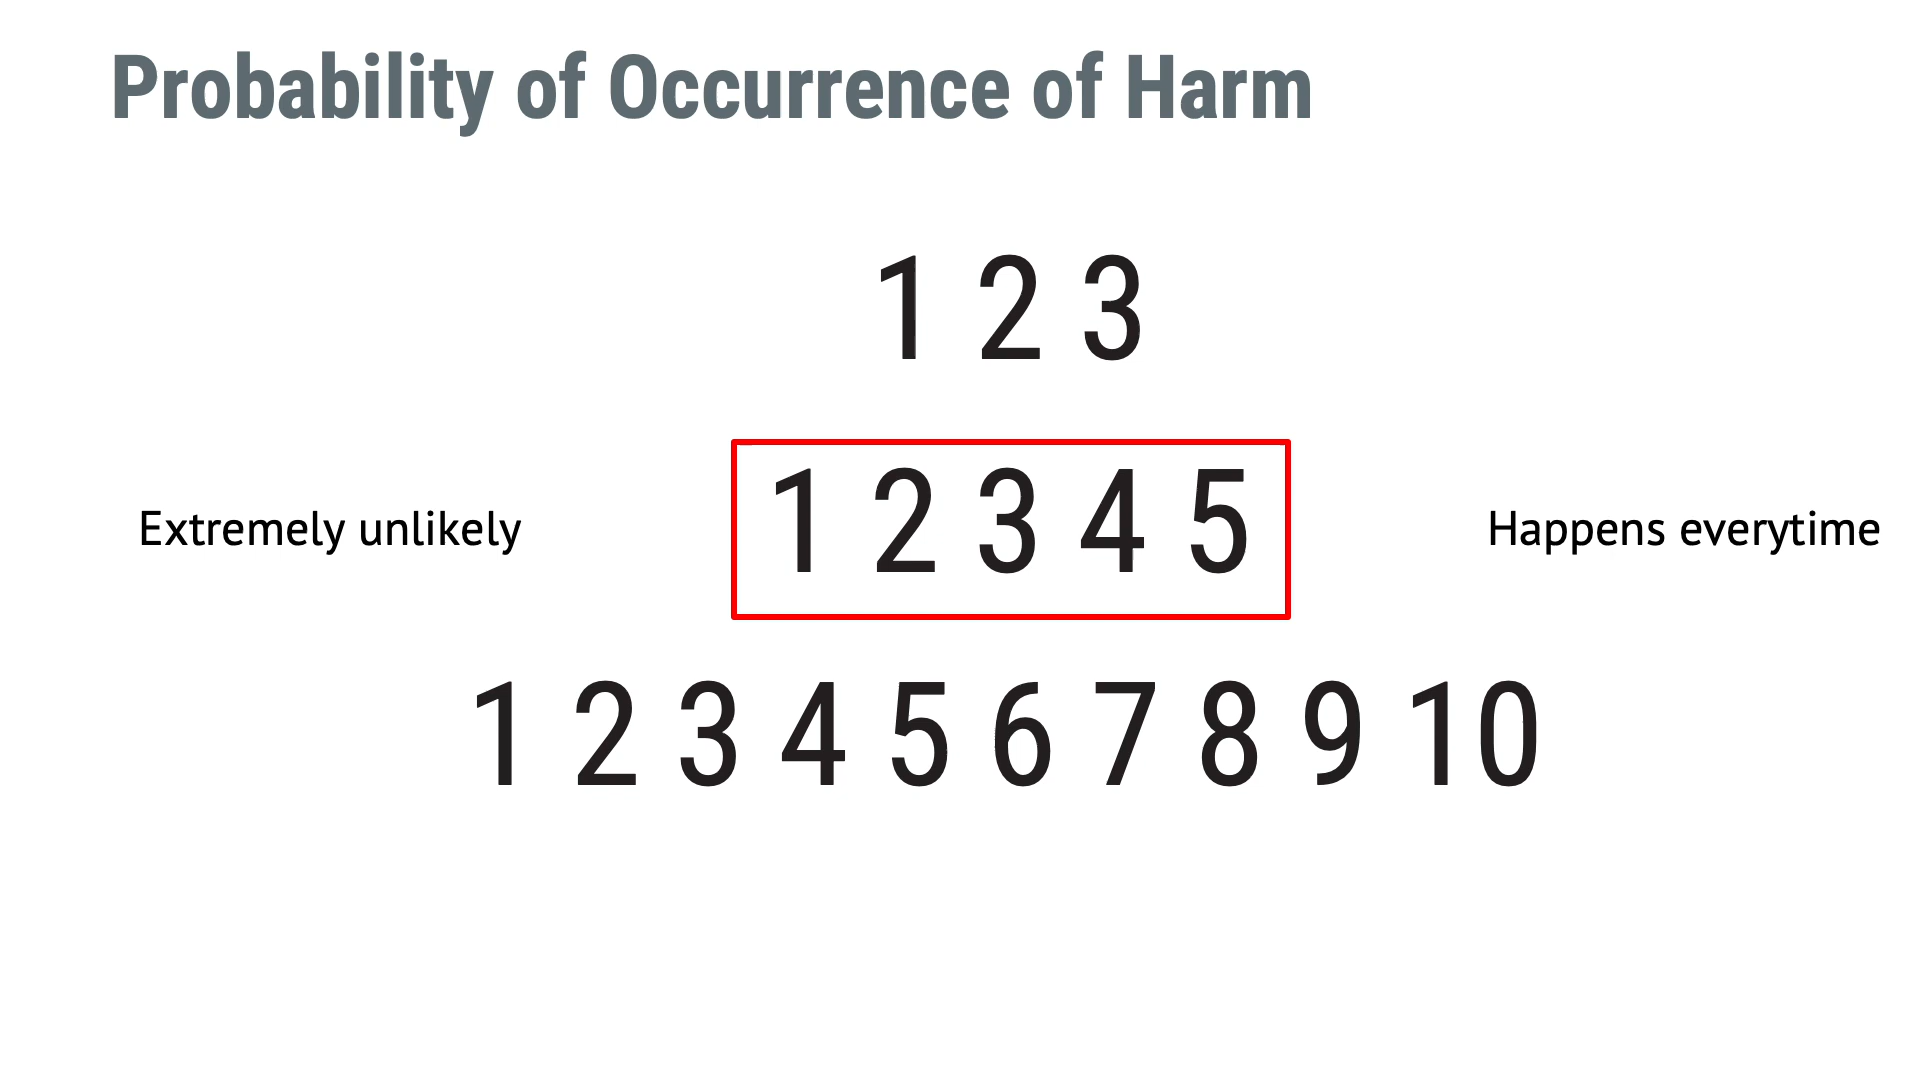 Probability of Occurrence of Harm
1 2 3
Extremely unlikely
1 2 3 4 5
Happens everytime
1 2 3 4 5 6 7 8 9 10